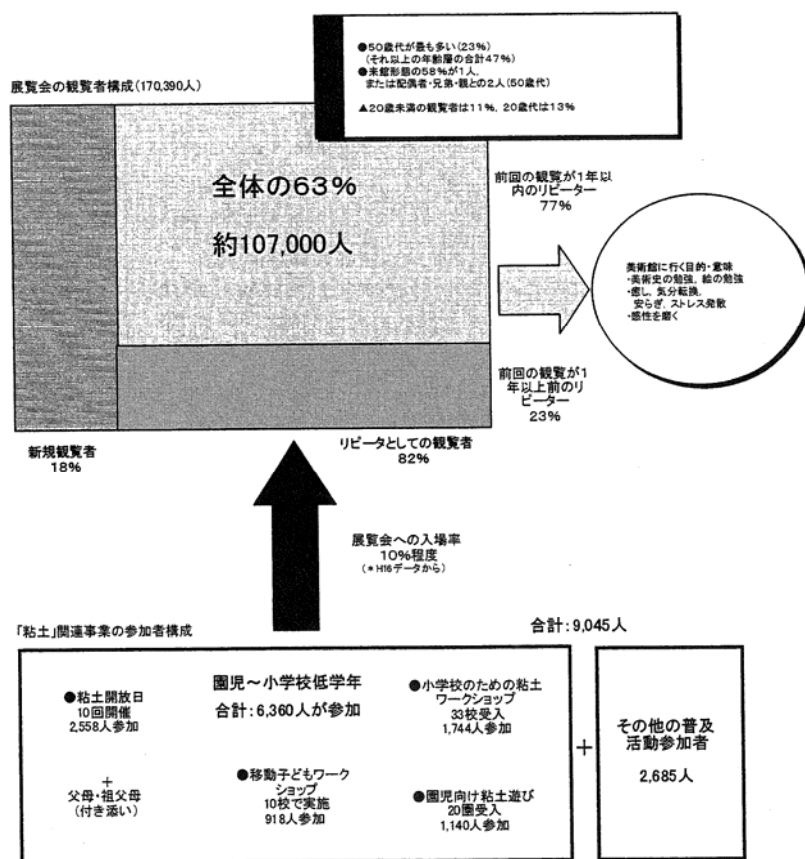 ●50歳代が最も多い(23%)
(それ以上の年齢層の合計47%)
●来館形態の58%が1人,
または配偶者・兄弟・親との2人(50歳代)
▲20歳未満の観覧者は11%, 20歳代は13%
展覧会の観覧者構成(170,390人)
全体の63%
約107,000人
前回の観覧が1年以
内のリピーター
77%
美術館に行く目的・意味
・美術史の勉強, 絵の勉強
・癒し, 気分転換,
安らぎ, ストレス発散
・感性を磨く
前回の観覧が1
年以上前のリ
ピーター
23%
新規観覧者
18%
リピータとしての観覧者
82%
展覧会への入場率
10%程度
(*H16データから)
「粘土」関連事業の参加者構成
合計:9,045人
園児~小学校低学年
合計:6,360人が参加
●粘土開放日
10回開催
2,558人参加
+
父母・祖父母
(付き添い)
●移動子どもワーク
ショップ
10校で実施
918人参加
●小学校のための粘土
ワークショップ
33校受入
1,744人参加
●園児向け粘土遊び
20園受入
1,140人参加
+
その他の普及
活動参加者
2,685人